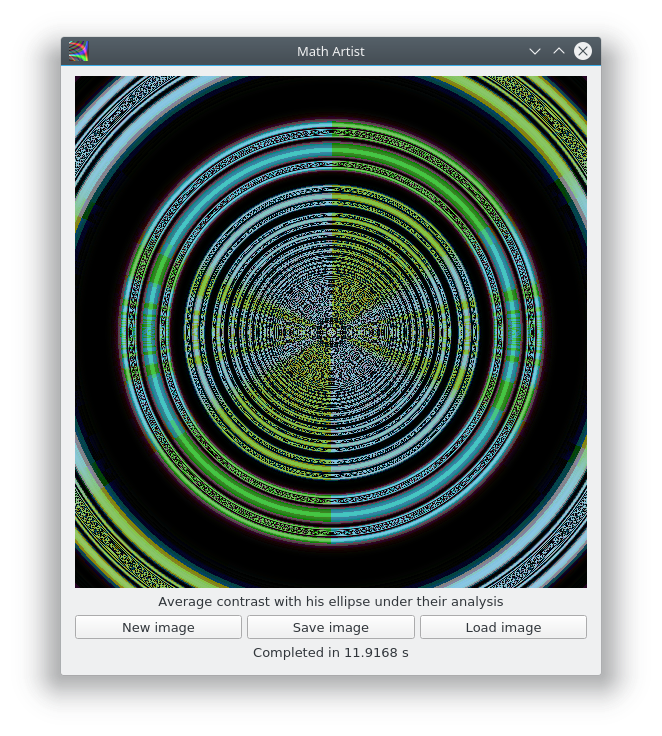 Math Artist
Average contrast with his ellipse under their analysis
New image Save image Load image
Completed in 11.9168 s